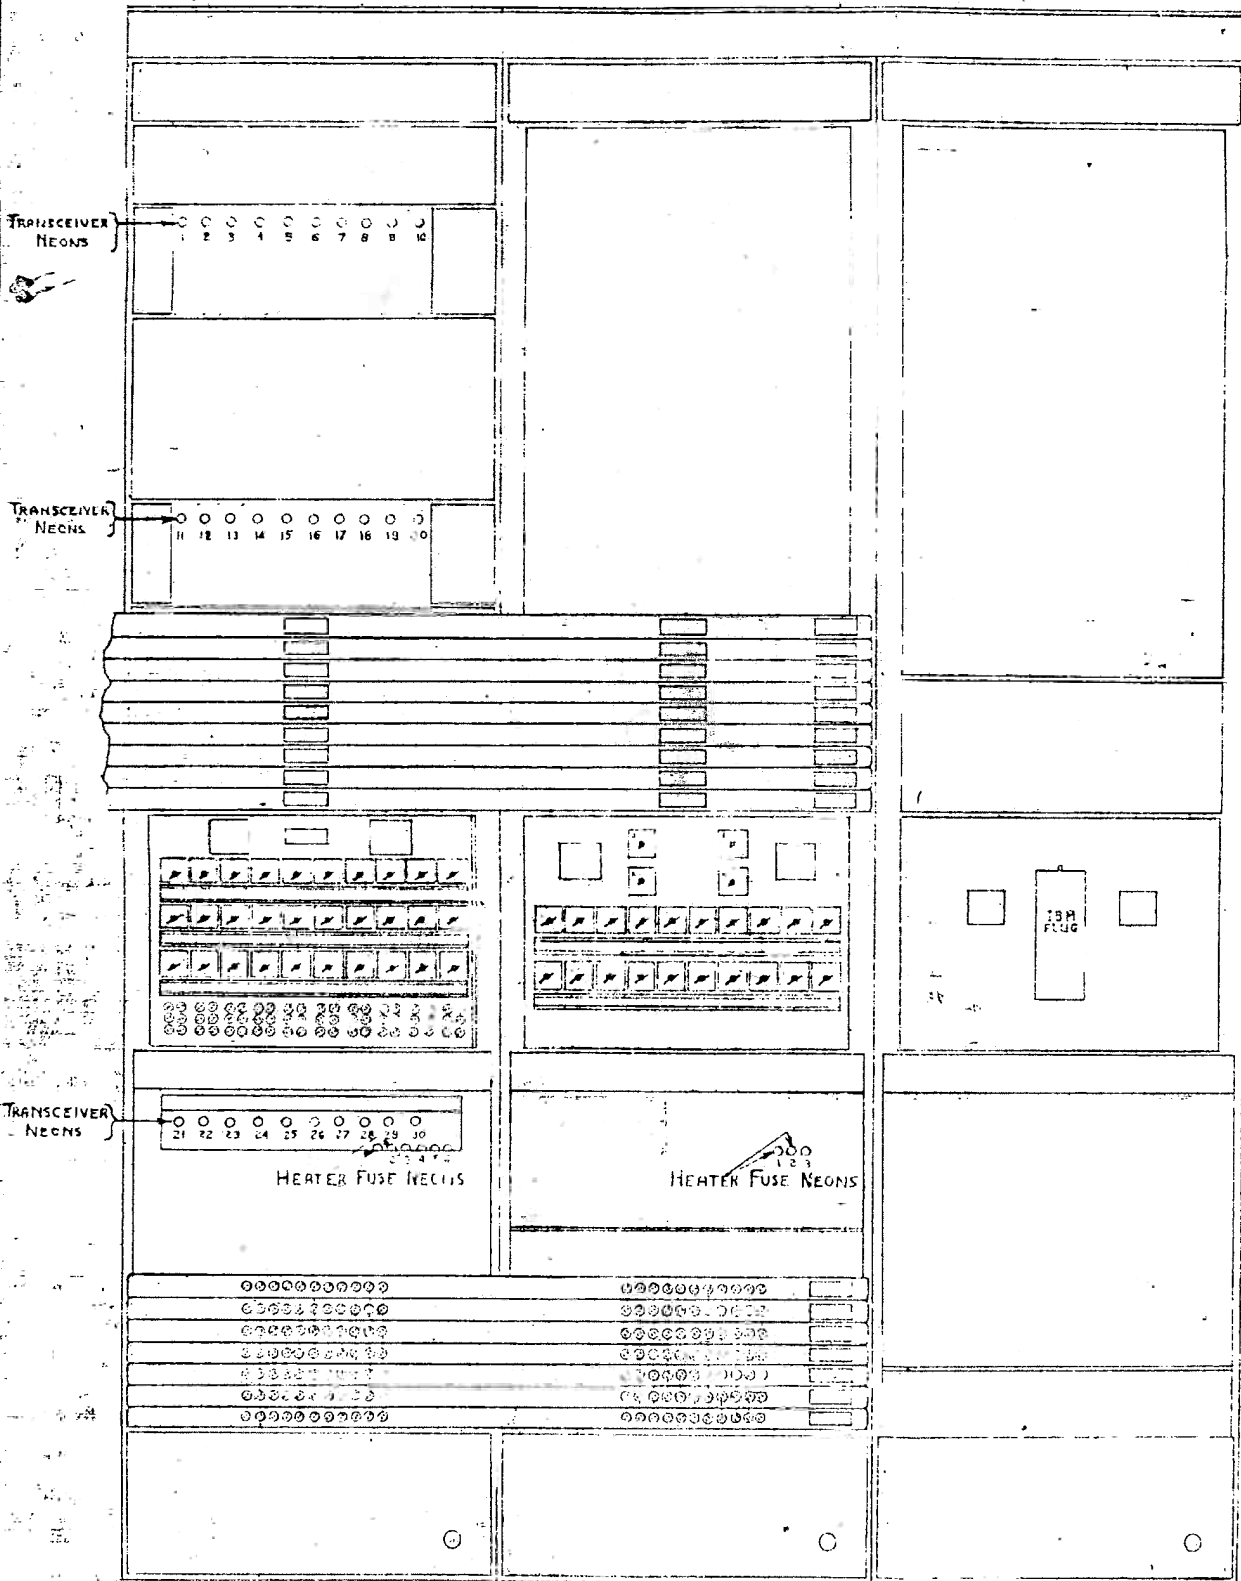 TRANSCEIVER
NEONS
1 2 3 4 5 6 7 8 9 10
TRANSCEIVER
NEONS
11 12 13 14 15 16 17 18 19
IBM
PLUG
TRANSCEIVER
NEONS
21 22 23 24 25 26 27 28 29 30
HEATER FUSE NEONS
1 2 3
HEATER FUSE NEONS